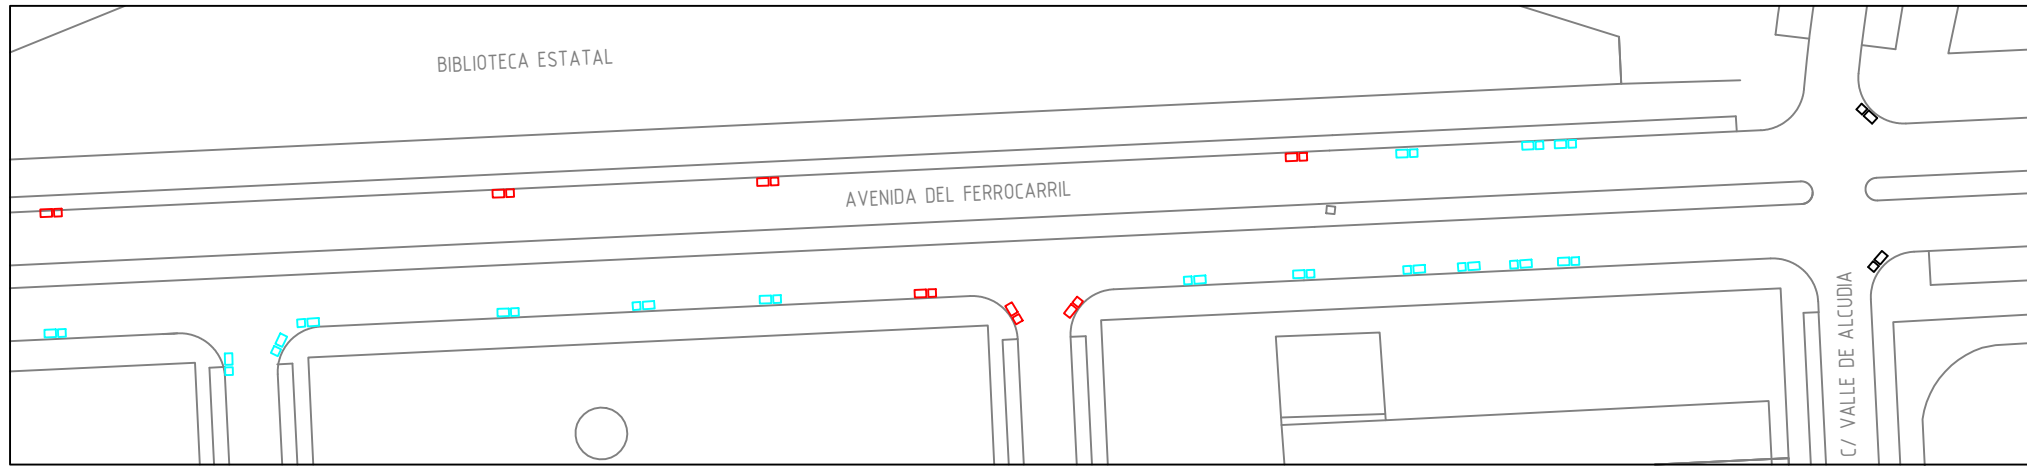 BIBLIOTECA ESTATAL
AVENIDA DEL FERROCARRIL
C/ VALLE DE ALCUDIA